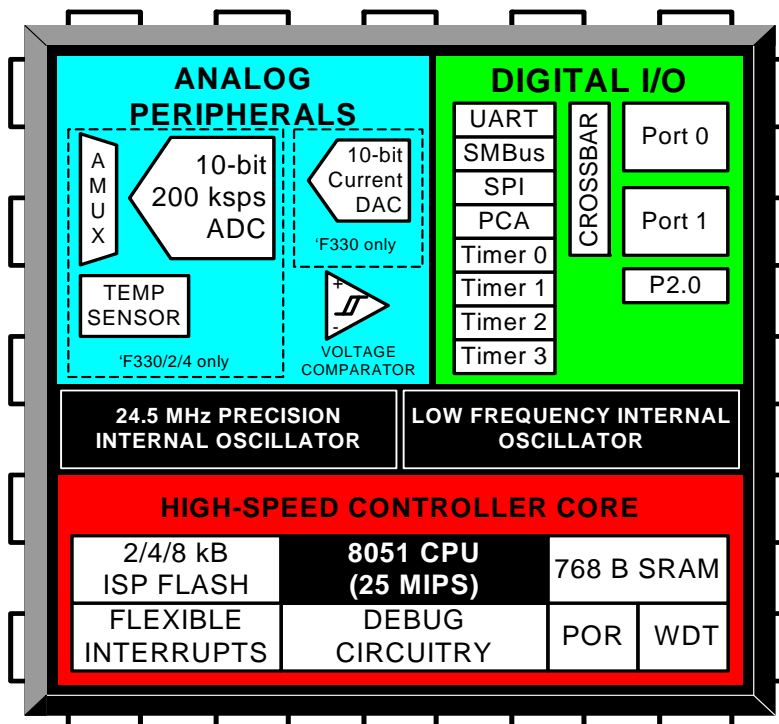 ANALOG
PERIPHERALS
A
M
U
X
10-bit
200 ksps
ADC
10-bit
Current
DAC
‘F330 only
TEMP
SENSOR
+
-
VOLTAGE
COMPARATOR
‘F330/2/4 only
DIGITAL I/O
UART
SMBus
SPI
PCA
Timer 0
Timer 1
Timer 2
Timer 3
CROSSBAR
Port 0
Port 1
P2.0
24.5 MHz PRECISION
INTERNAL OSCILLATOR
LOW FREQUENCY INTERNAL
OSCILLATOR
HIGH-SPEED CONTROLLER CORE
2/4/8 kB
ISP FLASH
8051 CPU
(25 MIPS)
768 B SRAM
FLEXIBLE
INTERRUPTS
DEBUG
CIRCUITRY
POR
WDT